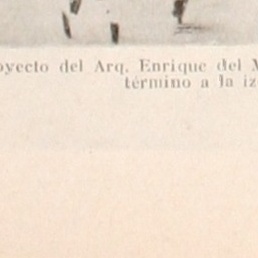 oyecto del Arq. Enrique del M
término a la iz